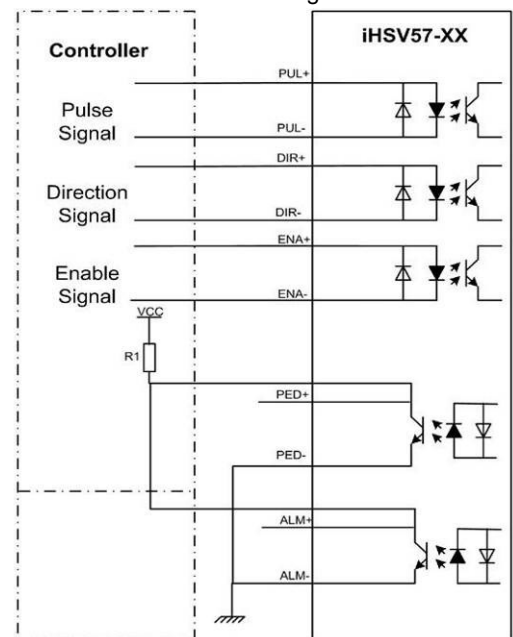 Controller
iHSV57-XX
PUL+
Pulse
Signal
PUL-
DIR+
Direction
Signal
DIR-
ENA+
Enable
Signal
ENA-
VCC
R1
PED+
PED-
ALM+
ALM-